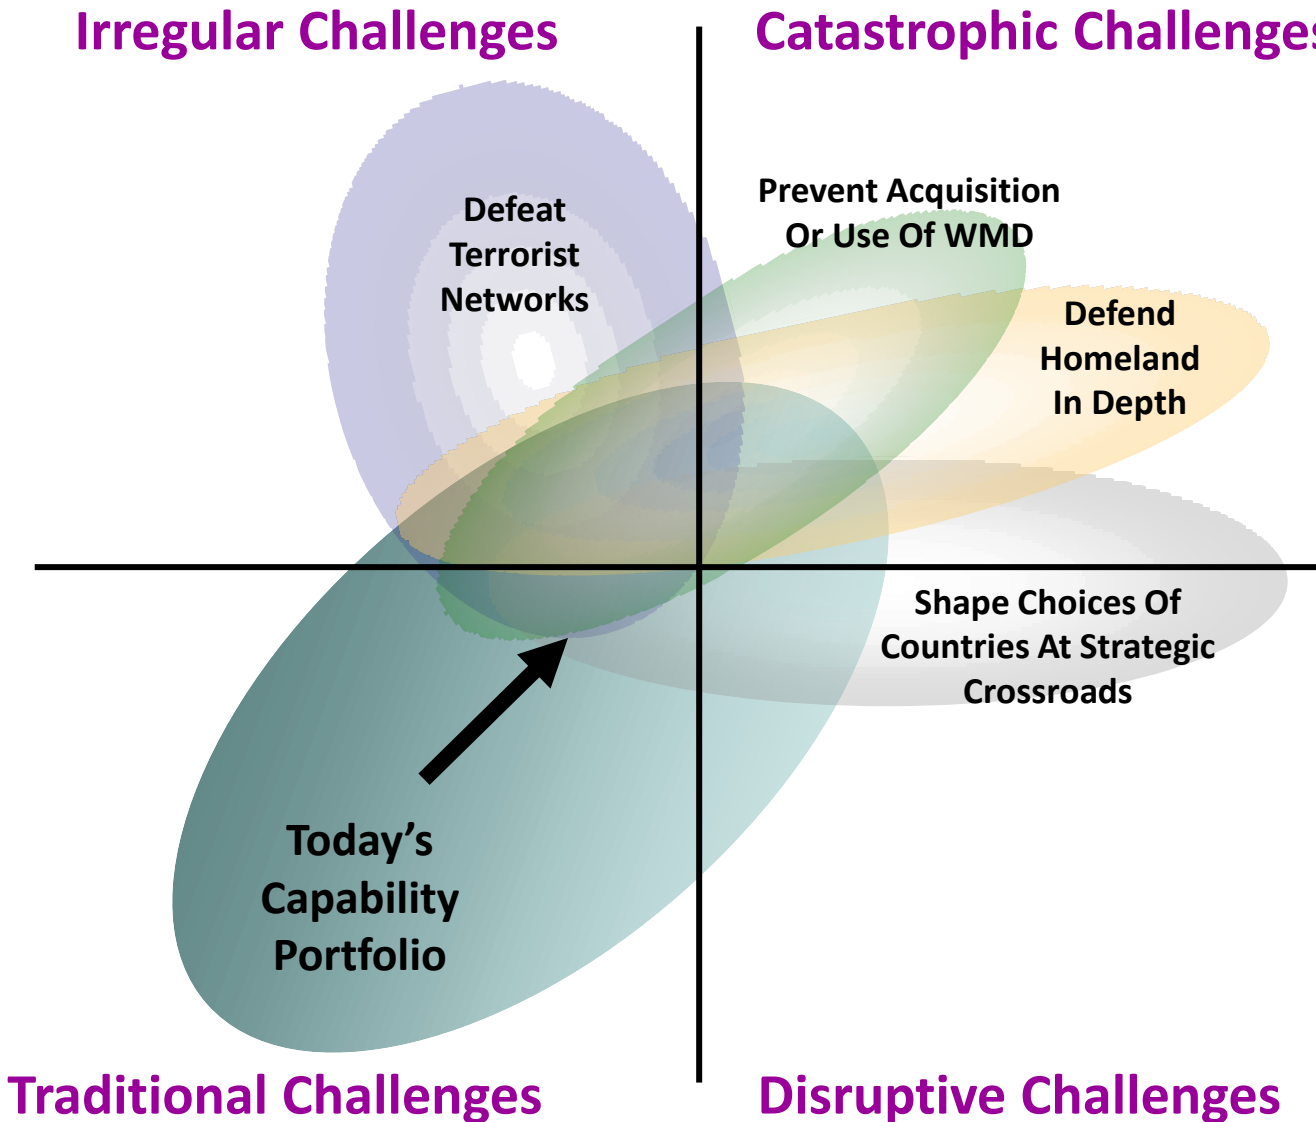 Irregular Challenges
Catastrophic Challenges
Defeat
Terrorist
Networks
Prevent Acquisition
Or Use Of WMD
Defend
Homeland
In Depth
Shape Choices Of
Countries At Strategic
Crossroads
Today’s
Capability
Portfolio
Traditional Challenges
Disruptive Challenges